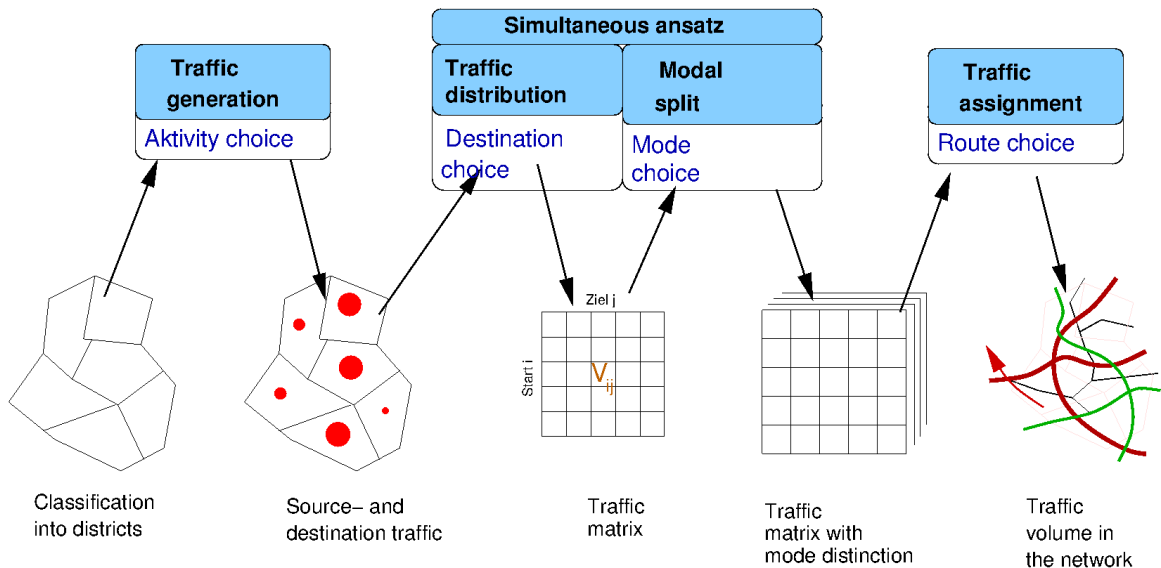 Simultaneous ansatz
Traffic
generation
Aktivity choice
Traffic
distribution
Destination
choice
Modal
split
Mode
choice
Traffic
assignment
Route choice
Ziel j
Start i
Vij
Classification
into districts
Source− and
destination traffic
Traffic
matrix
Traffic
matrix with
mode distinction
Traffic
volume in
the network